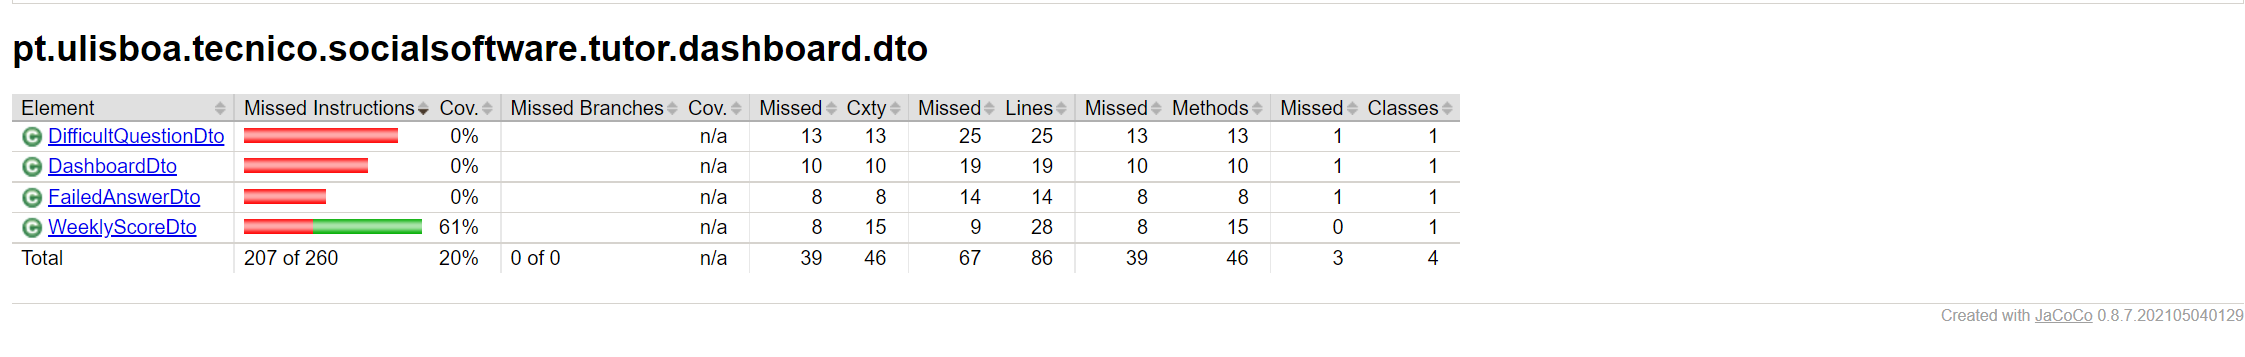 pt.ulisboa.tecnico.socialsoftware.tutor.dashboard.dto
Element Missed Instructions Cov. Missed Branches Cov. Missed Cxty Missed Lines Missed Methods Missed Classes
DifficultQuestionDto 0% n/a 13 13 25 25 13 13 1 1
DashboardDto 0% n/a 10 10 19 19 10 10 1 1
FailedAnswerDto 0% n/a 8 8 14 14 8 8 1 1
WeeklyScoreDto 61% n/a 8 15 9 28 8 15 0 1
Total 207 of 260 20% 0 of 0 n/a 39 46 67 86 39 46 3 4
Created with JaCoCo 0.8.7.202105040129